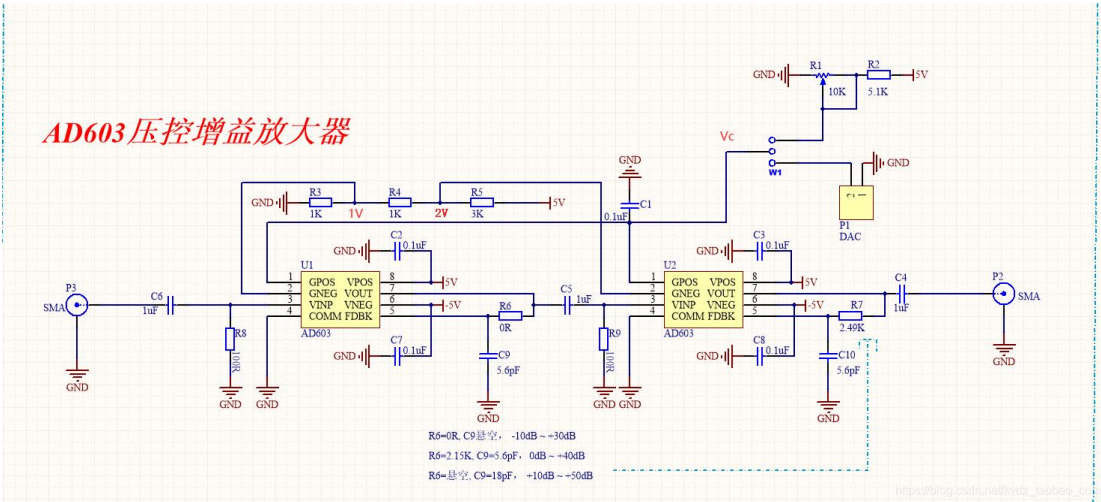 AD603压控增益放大器
GND
R1
10K
R2
5.1K
5V
Vc
W1
GND
2
1
P1
DAC
GND
C1
0.1uF
GND
R3
1K
1V
R4
1K
2V
R5
3K
5V
GND
C2
0.1uF
5V
U1
1
2
3
4
GPOS
GNEG
VINP
COMM
VPOS
VOUT
VNEG
FDBK
8
7
6
5
AD603
-5V
GND
C7
0.1uF
P3
SMA
GND
C6
1uF
R8
100R
GND
GND
R6
0R
C9
5.6pF
GND
C5
1uF
R9
100R
GND
GND
GND
C3
0.1uF
5V
U2
1
2
3
4
GPOS
GNEG
VINP
COMM
VPOS
VOUT
VNEG
FDBK
8
7
6
5
AD603
-5V
GND
C8
0.1uF
R7
2.49K
C10
5.6pF
GND
C4
1uF
P2
SMA
GND
R6=0R, C9悬空， -10dB ~ +30dB
R6=2.15K, C9=5.6pF， 0dB ~ +40dB
R6=悬空, C9=18pF， +10dB ~ +50dB